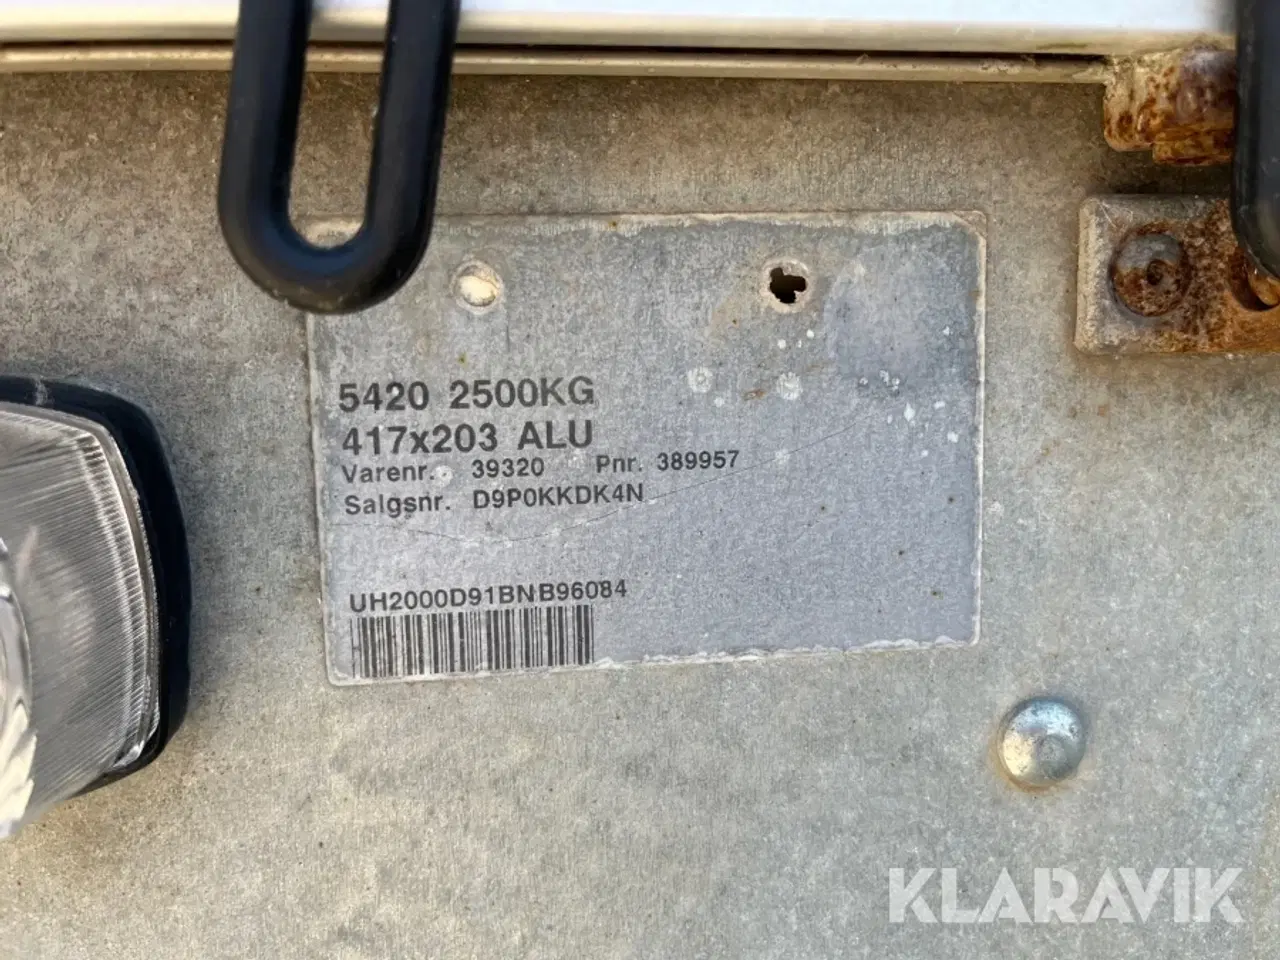 5420 2500KG
417x203 ALU
Varenr. 39320 Pnr. 389957
Salgsnr. D9P0KKDK4N
UH2000D91BNB96084
KLARAVIK